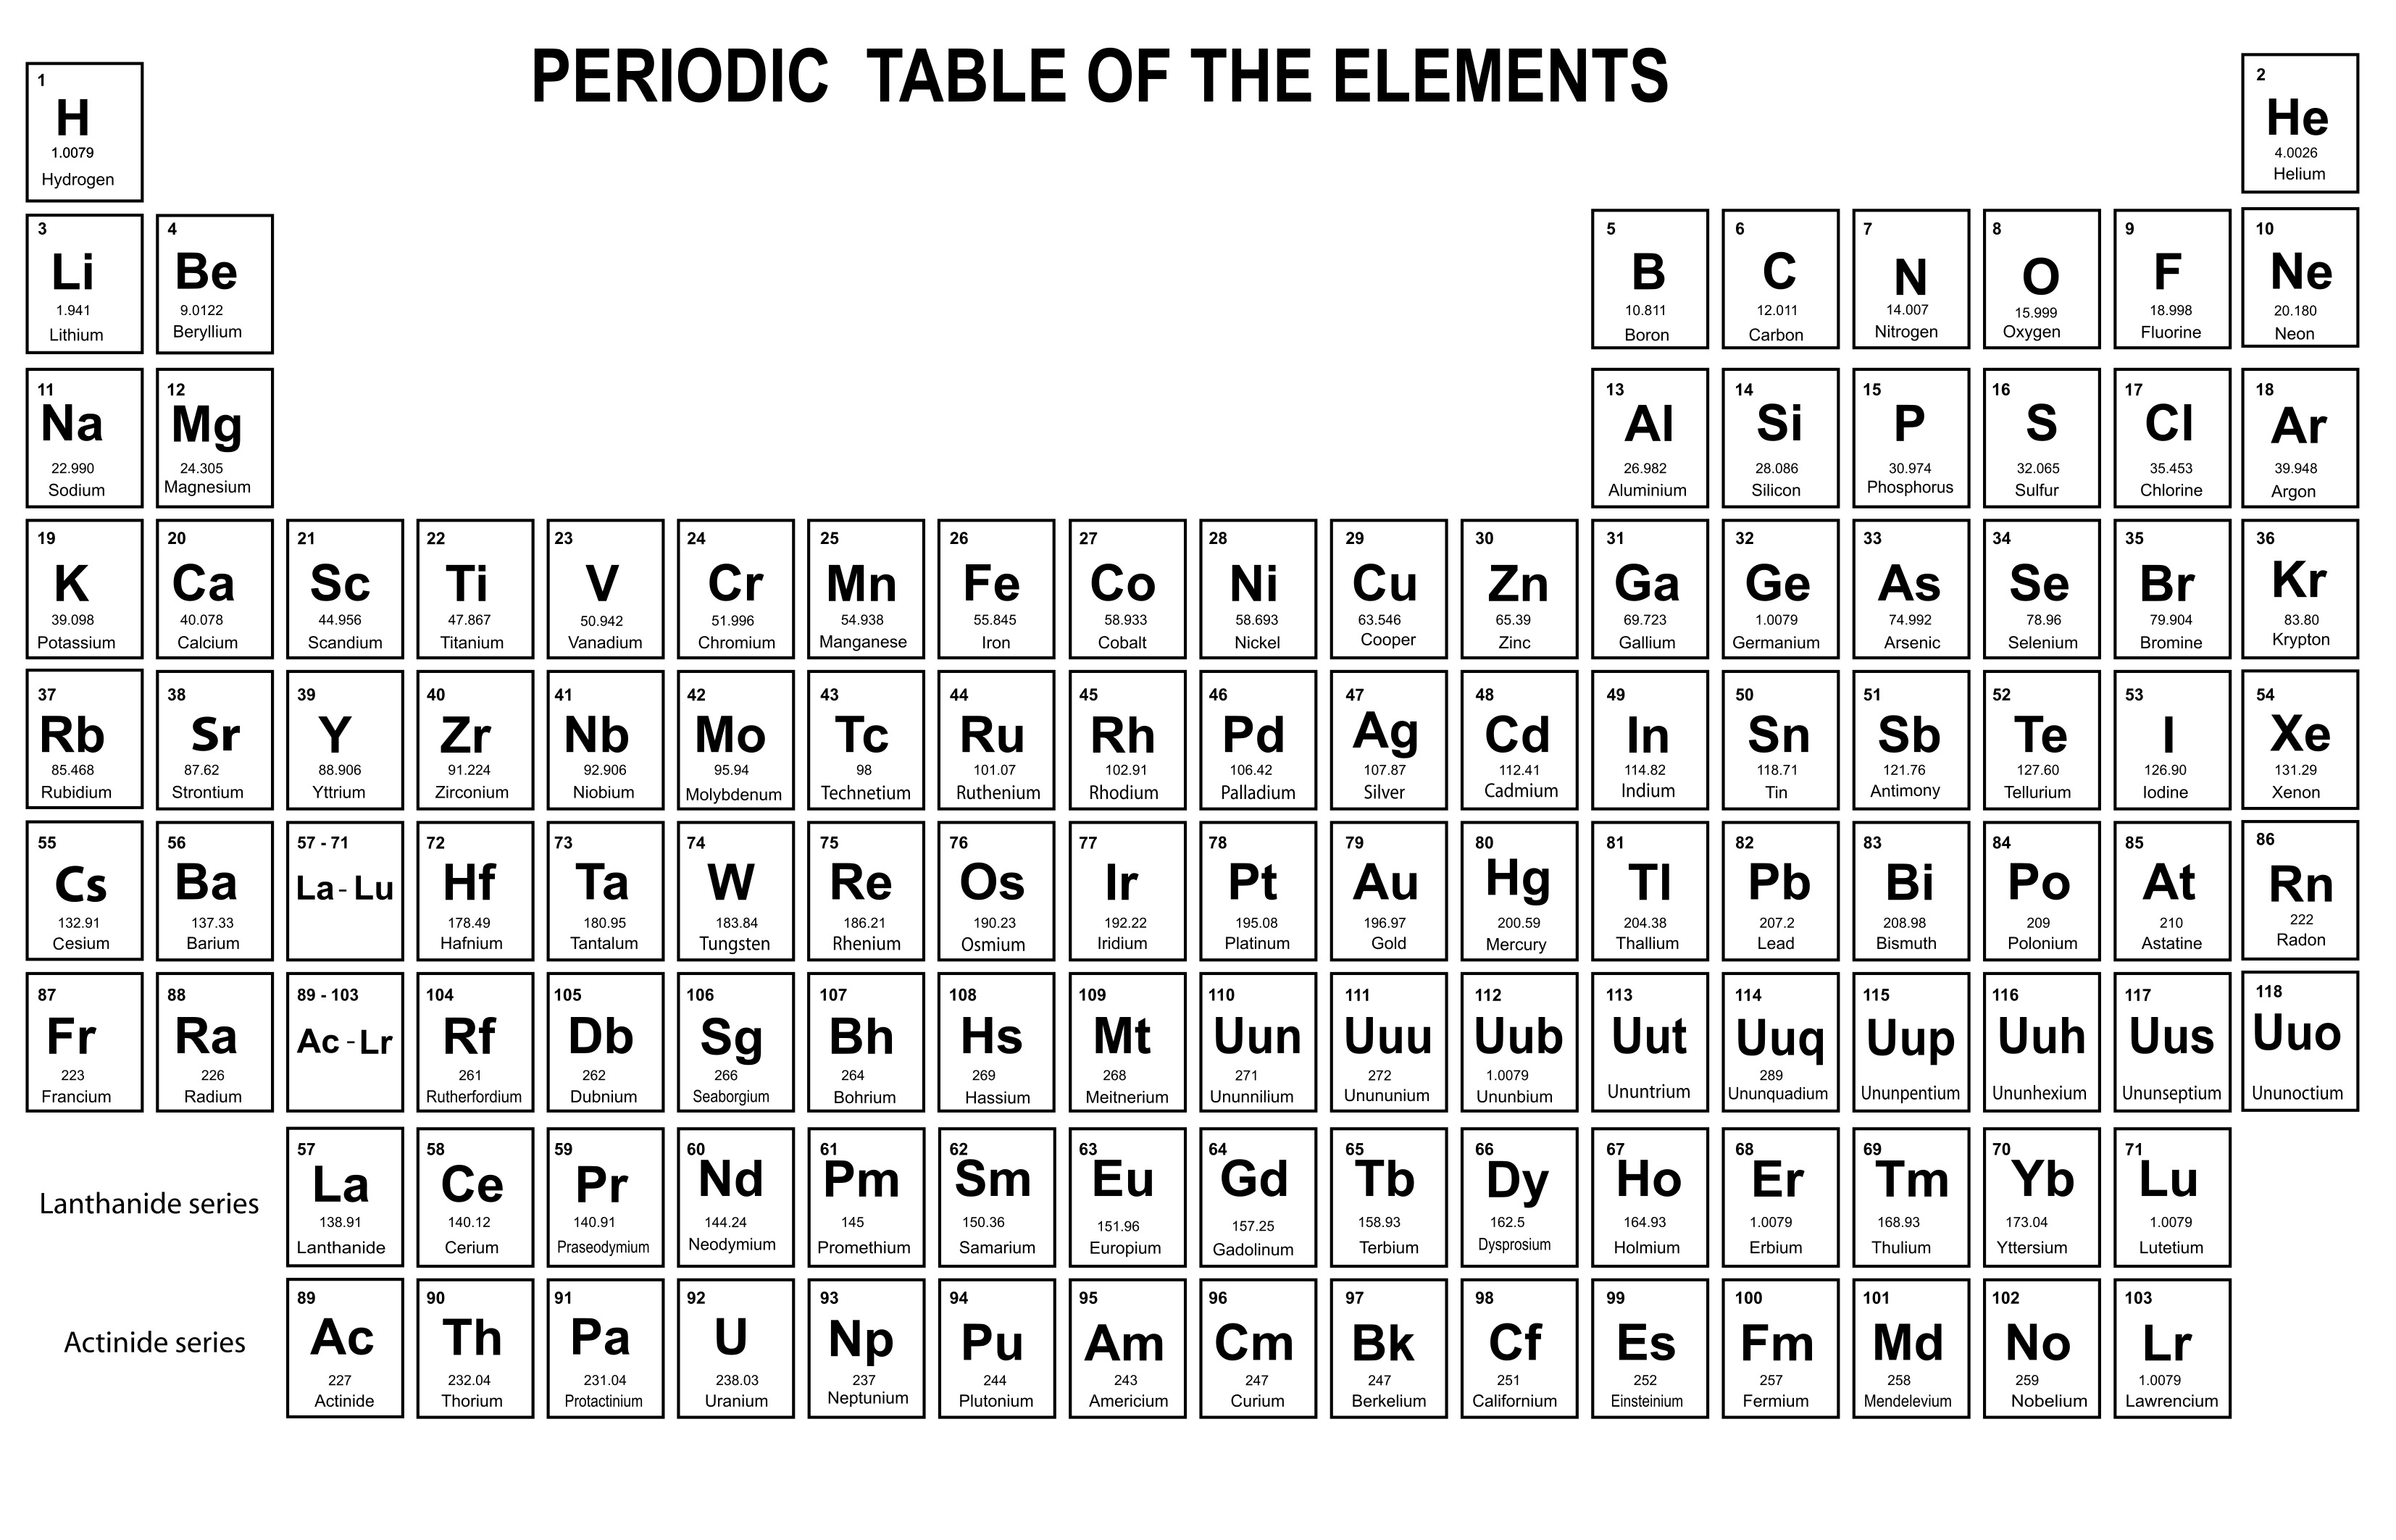 PERIODIC TABLE OF THE ELEMENTS
1
H
1.0079
Hydrogen
2
He
4.0026
Helium
3
Li
1.941
Lithium
4
Be
9.0122
Beryllium
5
B
10.811
Boron
6
C
12.011
Carbon
7
N
14.007
Nitrogen
8
O
15.999
Oxygen
9
F
18.998
Fluorine
10
Ne
20.180
Neon
11
Na
22.990
Sodium
12
Mg
24.305
Magnesium
13
Al
26.982
Aluminium
14
Si
28.086
Silicon
15
P
30.974
Phosphorus
16
S
32.065
Sulfur
17
Cl
35.453
Chlorine
18
Ar
39.948
Argon
19
K
39.098
Potassium
20
Ca
40.078
Calcium
21
Sc
44.956
Scandium
22
Ti
47.867
Titanium
23
V
50.942
Vanadium
24
Cr
51.996
Chromium
25
Mn
54.938
Manganese
26
Fe
55.845
Iron
27
Co
58.933
Cobalt
28
Ni
58.693
Nickel
29
Cu
63.546
Cooper
30
Zn
65.39
Zinc
31
Ga
69.723
Gallium
32
Ge
1.0079
Germanium
33
As
74.992
Arsenic
34
Se
78.96
Selenium
35
Br
79.904
Bromine
36
Kr
83.80
Krypton
37
Rb
85.468
Rubidium
38
Sr
87.62
Strontium
39
Y
88.906
Yttrium
40
Zr
91.224
Zirconium
41
Nb
92.906
Niobium
42
Mo
95.94
Molybdenum
43
Tc
98
Technetium
44
Ru
101.07
Ruthenium
45
Rh
102.91
Rhodium
46
Pd
106.42
Palladium
47
Ag
107.87
Silver
48
Cd
112.41
Cadmium
49
In
114.82
Indium
50
Sn
118.71
Tin
51
Sb
121.76
Antimony
52
Te
127.60
Tellurium
53
I
126.90
Iodine
54
Xe
131.29
Xenon
55
Cs
132.91
Cesium
56
Ba
137.33
Barium
57 - 71
La - Lu
72
Hf
178.49
Hafnium
73
Ta
180.95
Tantalum
74
W
183.84
Tungsten
75
Re
186.21
Rhenium
76
Os
190.23
Osmium
77
Ir
192.22
Iridium
78
Pt
195.08
Platinum
79
Au
196.97
Gold
80
Hg
200.59
Mercury
81
Tl
204.38
Thallium
82
Pb
207.2
Lead
83
Bi
208.98
Bismuth
84
Po
209
Polonium
85
At
210
Astatine
86
Rn
222
Radon
87
Fr
223
Francium
88
Ra
226
Radium
89 - 103
Ac - Lr
104
Rf
261
Rutherfordium
105
Db
262
Dubnium
106
Sg
266
Seaborgium
107
Bh
264
Bohrium
108
Hs
269
Hassium
109
Mt
268
Meitnerium
110
Uun
271
Ununnilium
111
Uuu
272
Unununium
112
Uub
1.0079
Ununbium
113
Uut
Ununtrium
114
Uuq
289
Ununquadium
115
Uup
Ununpentium
116
Uuh
Ununhexium
117
Uus
Ununseptium
118
Uuo
Ununoctium
Lanthanide series
57
La
138.91
Lanthanide
58
Ce
140.12
Cerium
59
Pr
140.91
Praseodymium
60
Nd
144.24
Neodymium
61
Pm
145
Promethium
62
Sm
150.36
Samarium
63
Eu
151.96
Europium
64
Gd
157.25
Gadolinum
65
Tb
158.93
Terbium
66
Dy
162.5
Dysprosium
67
Ho
164.93
Holmium
68
Er
1.0079
Erbium
69
Tm
168.93
Thulium
70
Yb
173.04
Yttersium
71
Lu
1.0079
Lutetium
Actinide series
89
Ac
227
Actinide
90
Th
232.04
Thorium
91
Pa
231.04
Protactinium
92
U
238.03
Uranium
93
Np
237
Neptunium
94
Pu
244
Plutonium
95
Am
243
Americium
96
Cm
247
Curium
97
Bk
247
Berkelium
98
Cf
251
Californium
99
Es
252
Einsteinium
100
Fm
257
Fermium
101
Md
258
Mendelevium
102
No
259
Nobelium
103
Lr
1.0079
Lawrencium